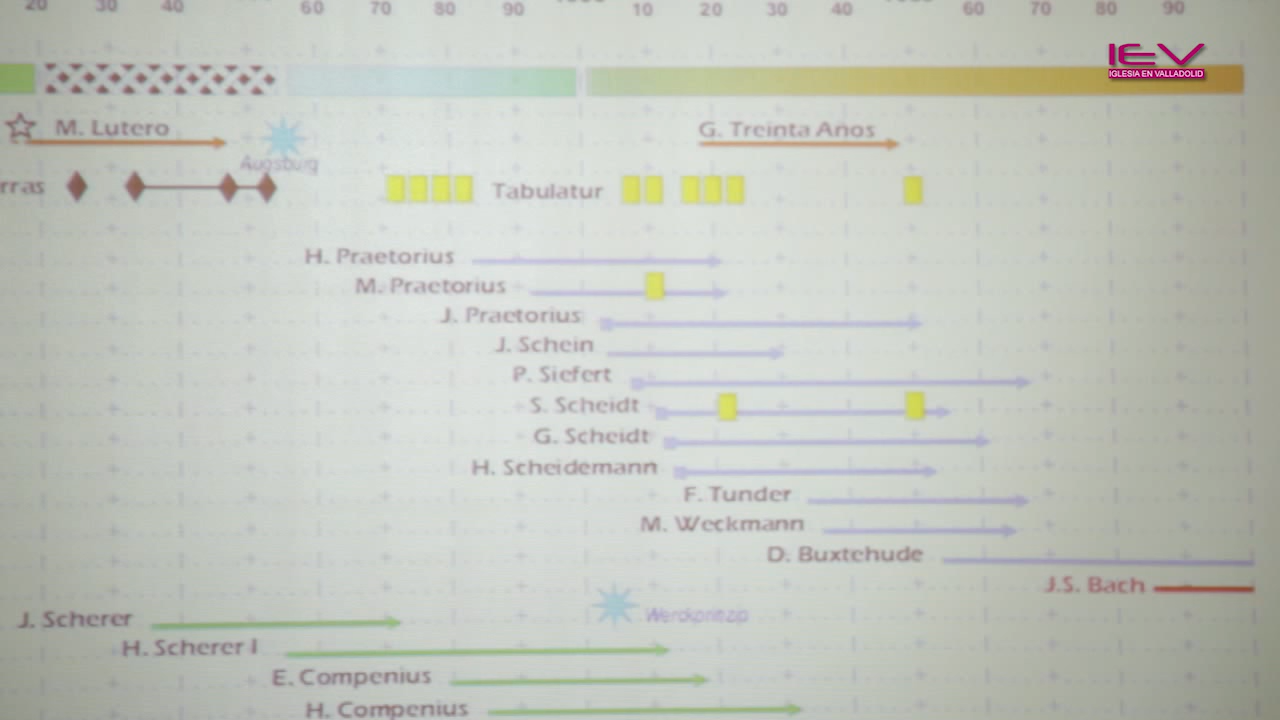 20 30 40 60 70 80 90 10 20 30 40 60 70 80 90
IEV
IGLESIA EN VALLADOLID
M. Lutero
G. Treinta Años
Augsburg
rras
Tabulatur
H. Praetorius
M. Praetorius
J. Praetorius
J. Schein
P. Siefert
S. Scheidt
G. Scheidt
H. Scheidemann
F. Tunder
M. Weckmann
D. Buxtehude
J.S. Bach
Werkprinzip
J. Scherer
H. Scherer I
E. Compenius
H. Compenius